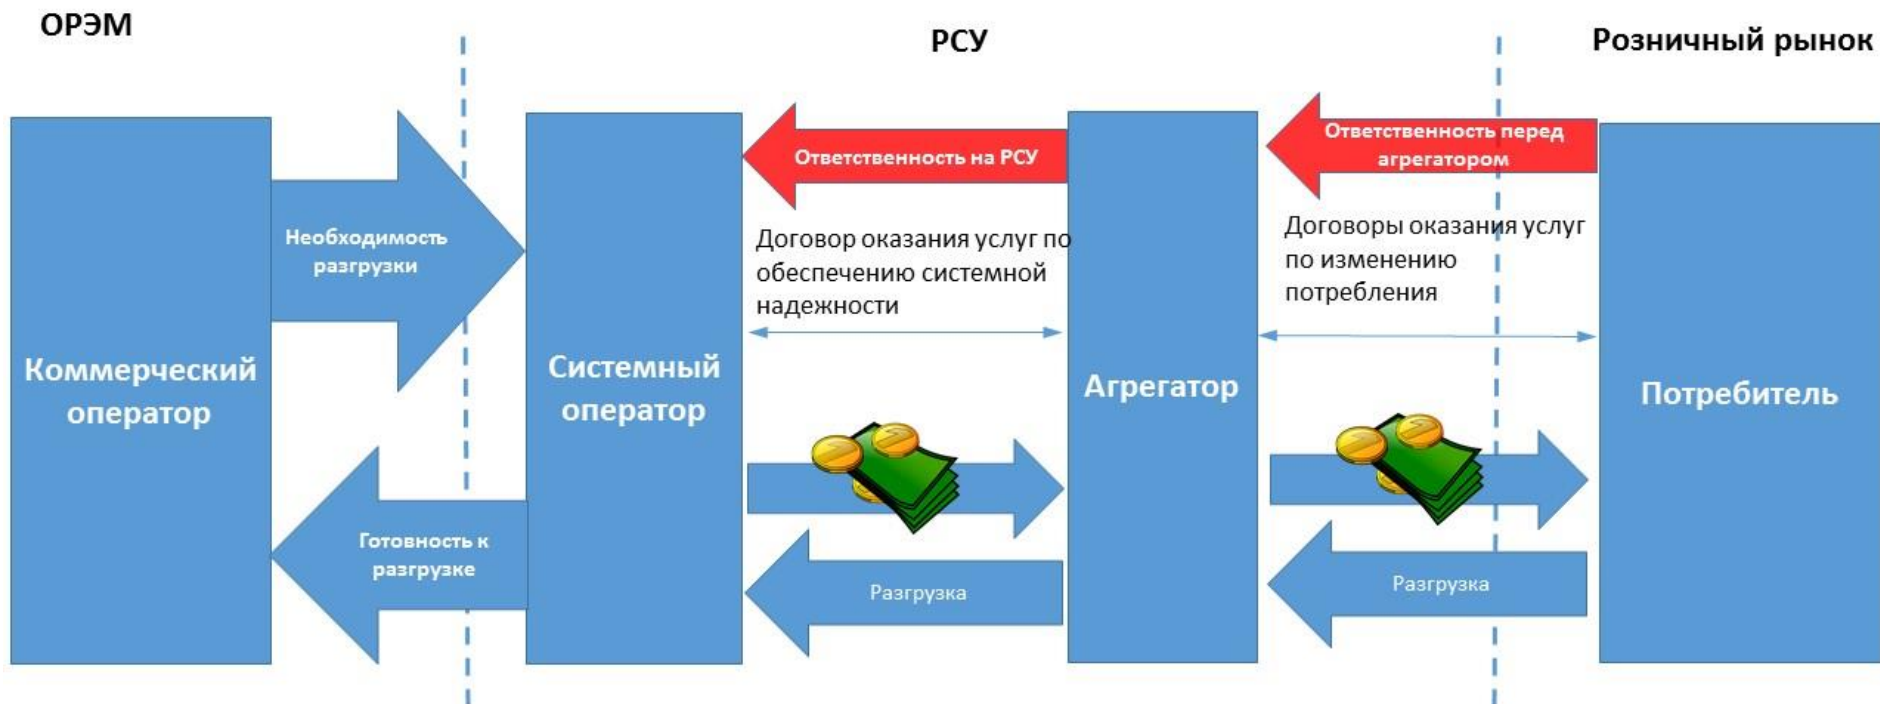 ОРЭМ
РСУ
Розничный рынок
Ответственность на РСУ
Ответственность перед
агрегатором
Необходимость
разгрузки
Договор оказания услуг по
обеспечению системной
надежности
Договоры оказания услуг
по изменению
потребления
Коммерческий
оператор
Системный
оператор
Агрегатор
Потребитель
Готовность к
разгрузке
Разгрузка
Разгрузка